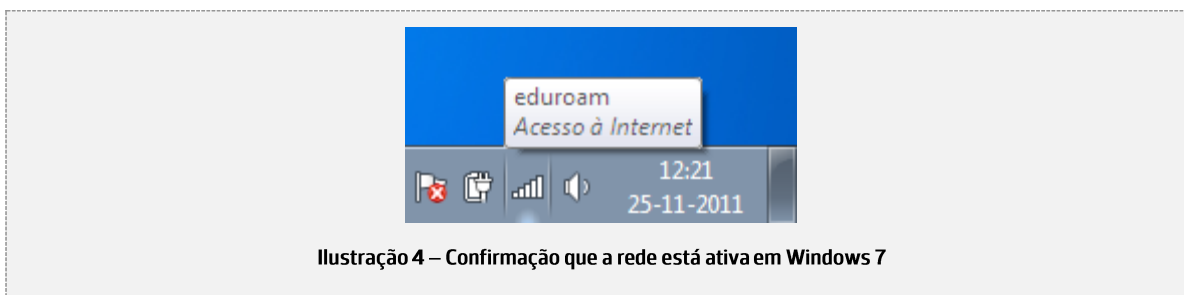 eduroam
Acesso à Internet
12:21
25-11-2011
Ilustração 4 – Confirmação que a rede está ativa em Windows 7